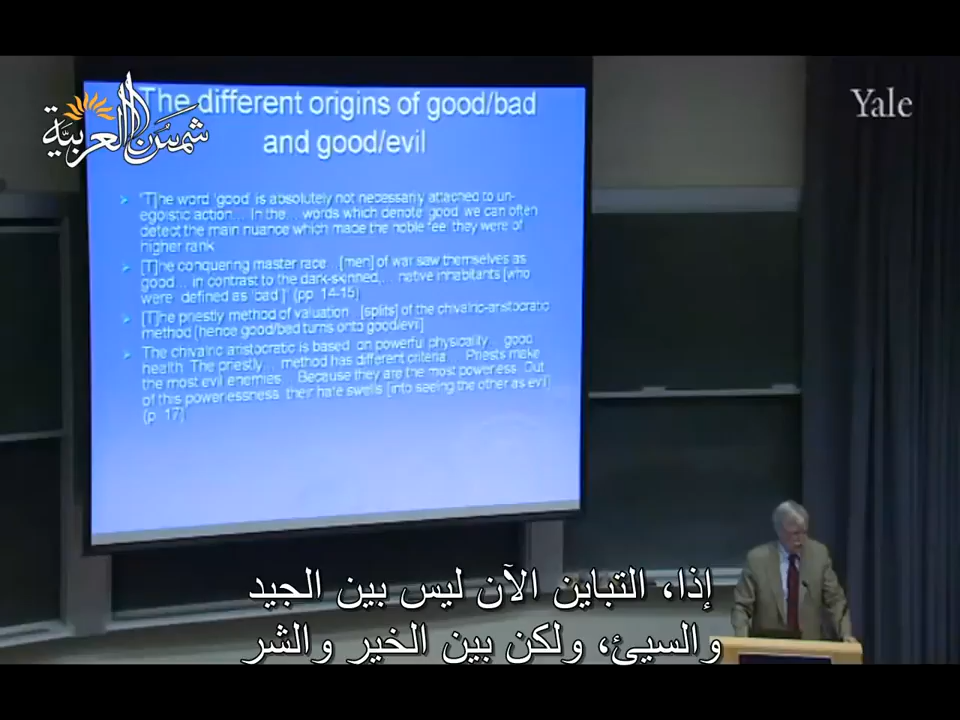 شمس العربية
Yale
The different origins of good/bad
and good/evil
"[T]he word 'good' is absolutely not necessarily attached to un-
egoistic action... In the... words which denote 'good' we can often
detect the main nuance which made the noble feel they were of
higher rank
[T]he conquering master race... [men] of war saw themselves as
good... in contrast to the dark-skinned,... native inhabitants [who
were defined as 'bad']" (pp. 14-15)
[T]he priestly method of valuation... [splits] of the chivalric-aristocratic
method (hence good/bad turns onto good/evil]
The chivalric aristocratic is based on powerful physicality... good
health. The priestly... method has different criteria... Priests make
the most evil enemies... Because they are the most powerless. Out
of this powerlessness, their hate swells [into seeing the other as evil]
(p. 17)
إذا، التباين الآن ليس بين الجيد
والسيئ، ولكن بين الخير والشر